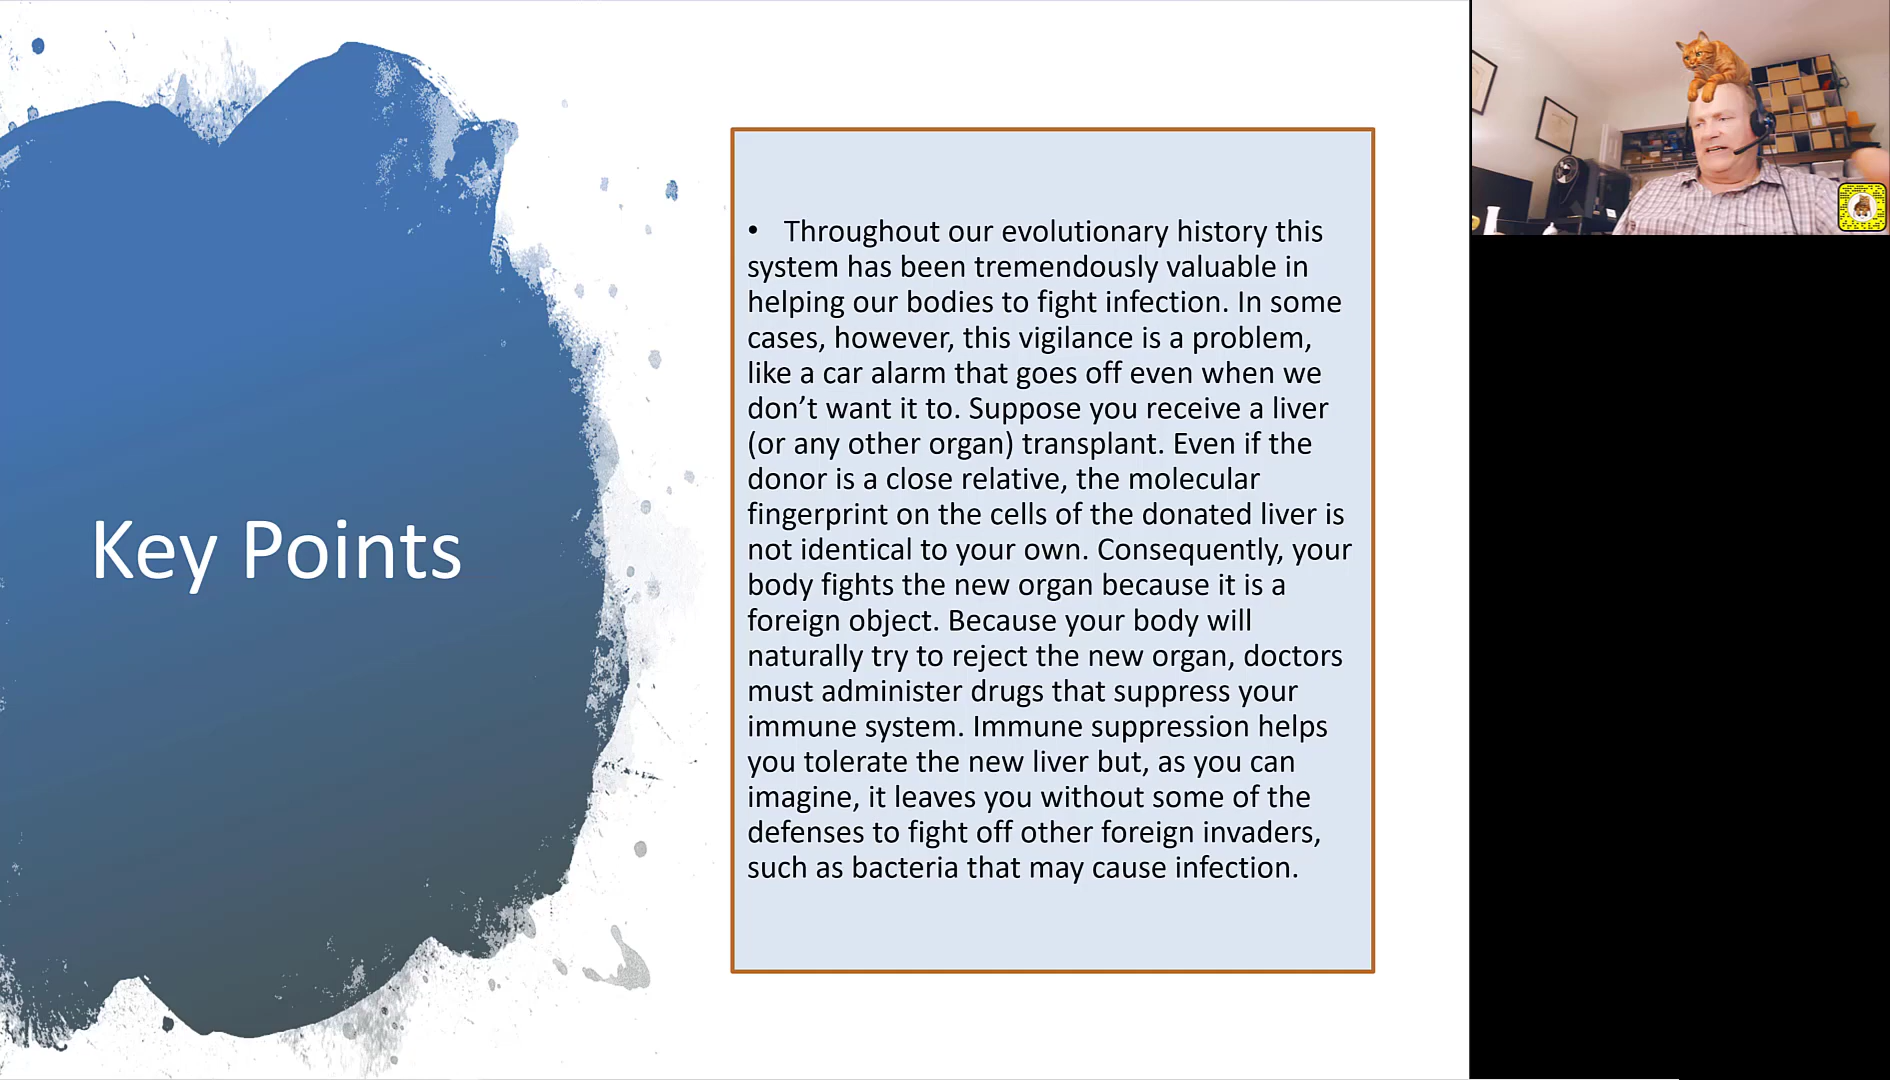 Key Points
• Throughout our evolutionary history this
system has been tremendously valuable in
helping our bodies to fight infection. In some
cases, however, this vigilance is a problem,
like a car alarm that goes off even when we
don’t want it to. Suppose you receive a liver
(or any other organ) transplant. Even if the
donor is a close relative, the molecular
fingerprint on the cells of the donated liver is
not identical to your own. Consequently, your
body fights the new organ because it is a
foreign object. Because your body will
naturally try to reject the new organ, doctors
must administer drugs that suppress your
immune system. Immune suppression helps
you tolerate the new liver but, as you can
imagine, it leaves you without some of the
defenses to fight off other foreign invaders,
such as bacteria that may cause infection.